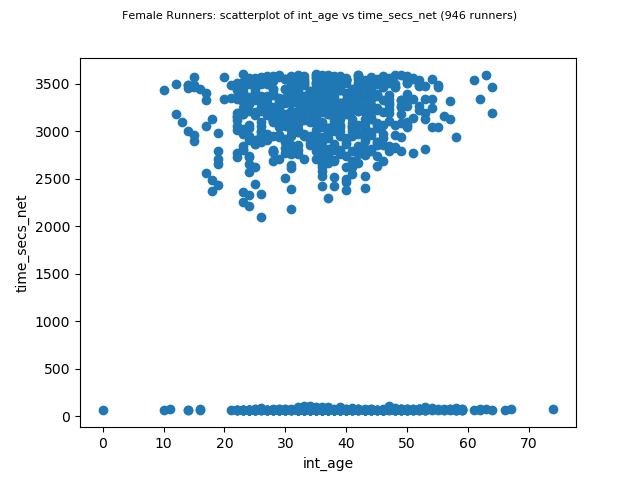 Female Runners: scatterplot of int_age vs time_secs_net (946 runners)
time_secs_net
3500
3000
2500
2000
1500
1000
500
0
0 10 20 30 40 50 60 70
int_age